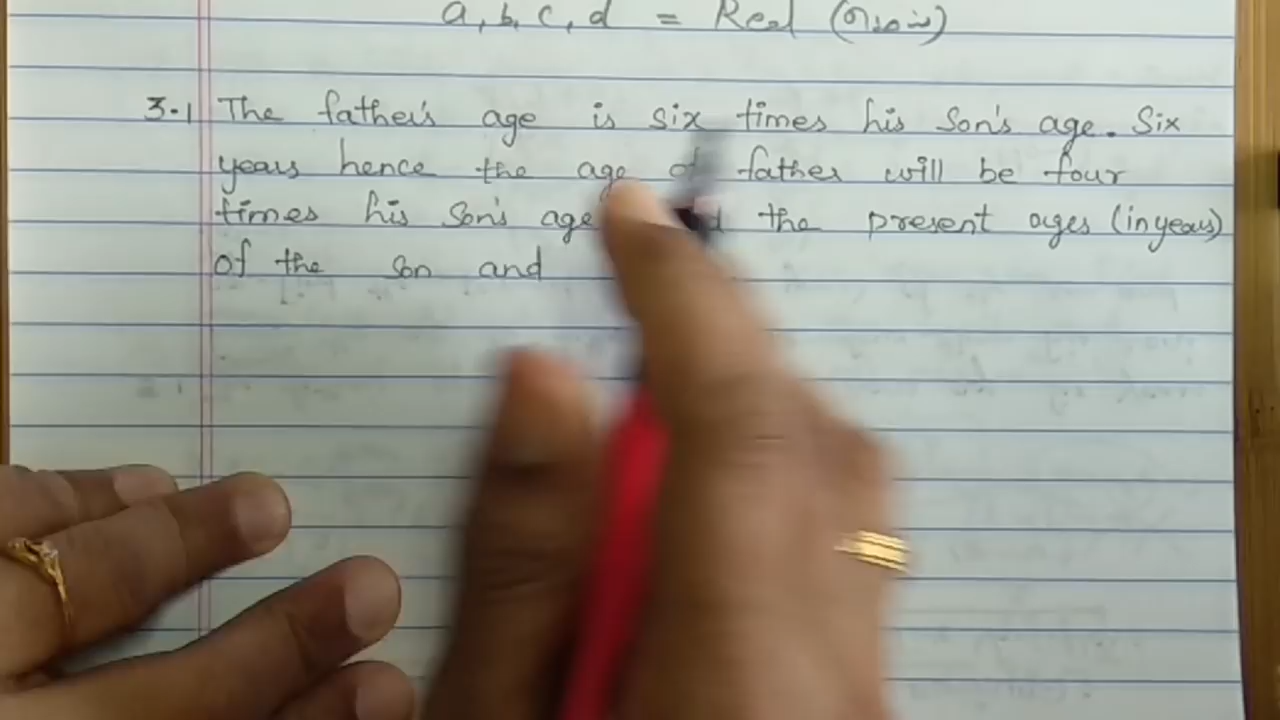 a, b, c, d = Real
3.1 The father's age is six times his Son's age. Six
years hence the age of father will be four
times his Son's age the present ages (in years)
of the son and